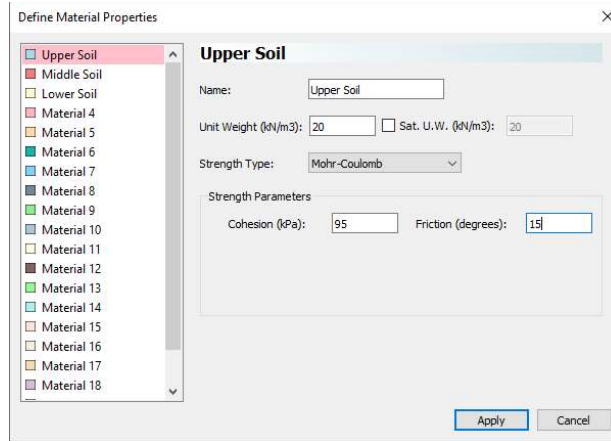 Define Material Properties
Upper Soil
Middle Soil
Lower Soil
Material 4
Material 5
Material 6
Material 7
Material 8
Material 9
Material 10
Material 11
Material 12
Material 13
Material 14
Material 15
Material 16
Material 17
Material 18
Upper Soil
Name: Upper Soil
Unit Weight (kN/m3): 20 Sat. U.W. (kN/m3): 20
Strength Type: Mohr-Coulomb
Strength Parameters
Cohesion (kPa): 95 Friction (degrees): 15
Apply Cancel